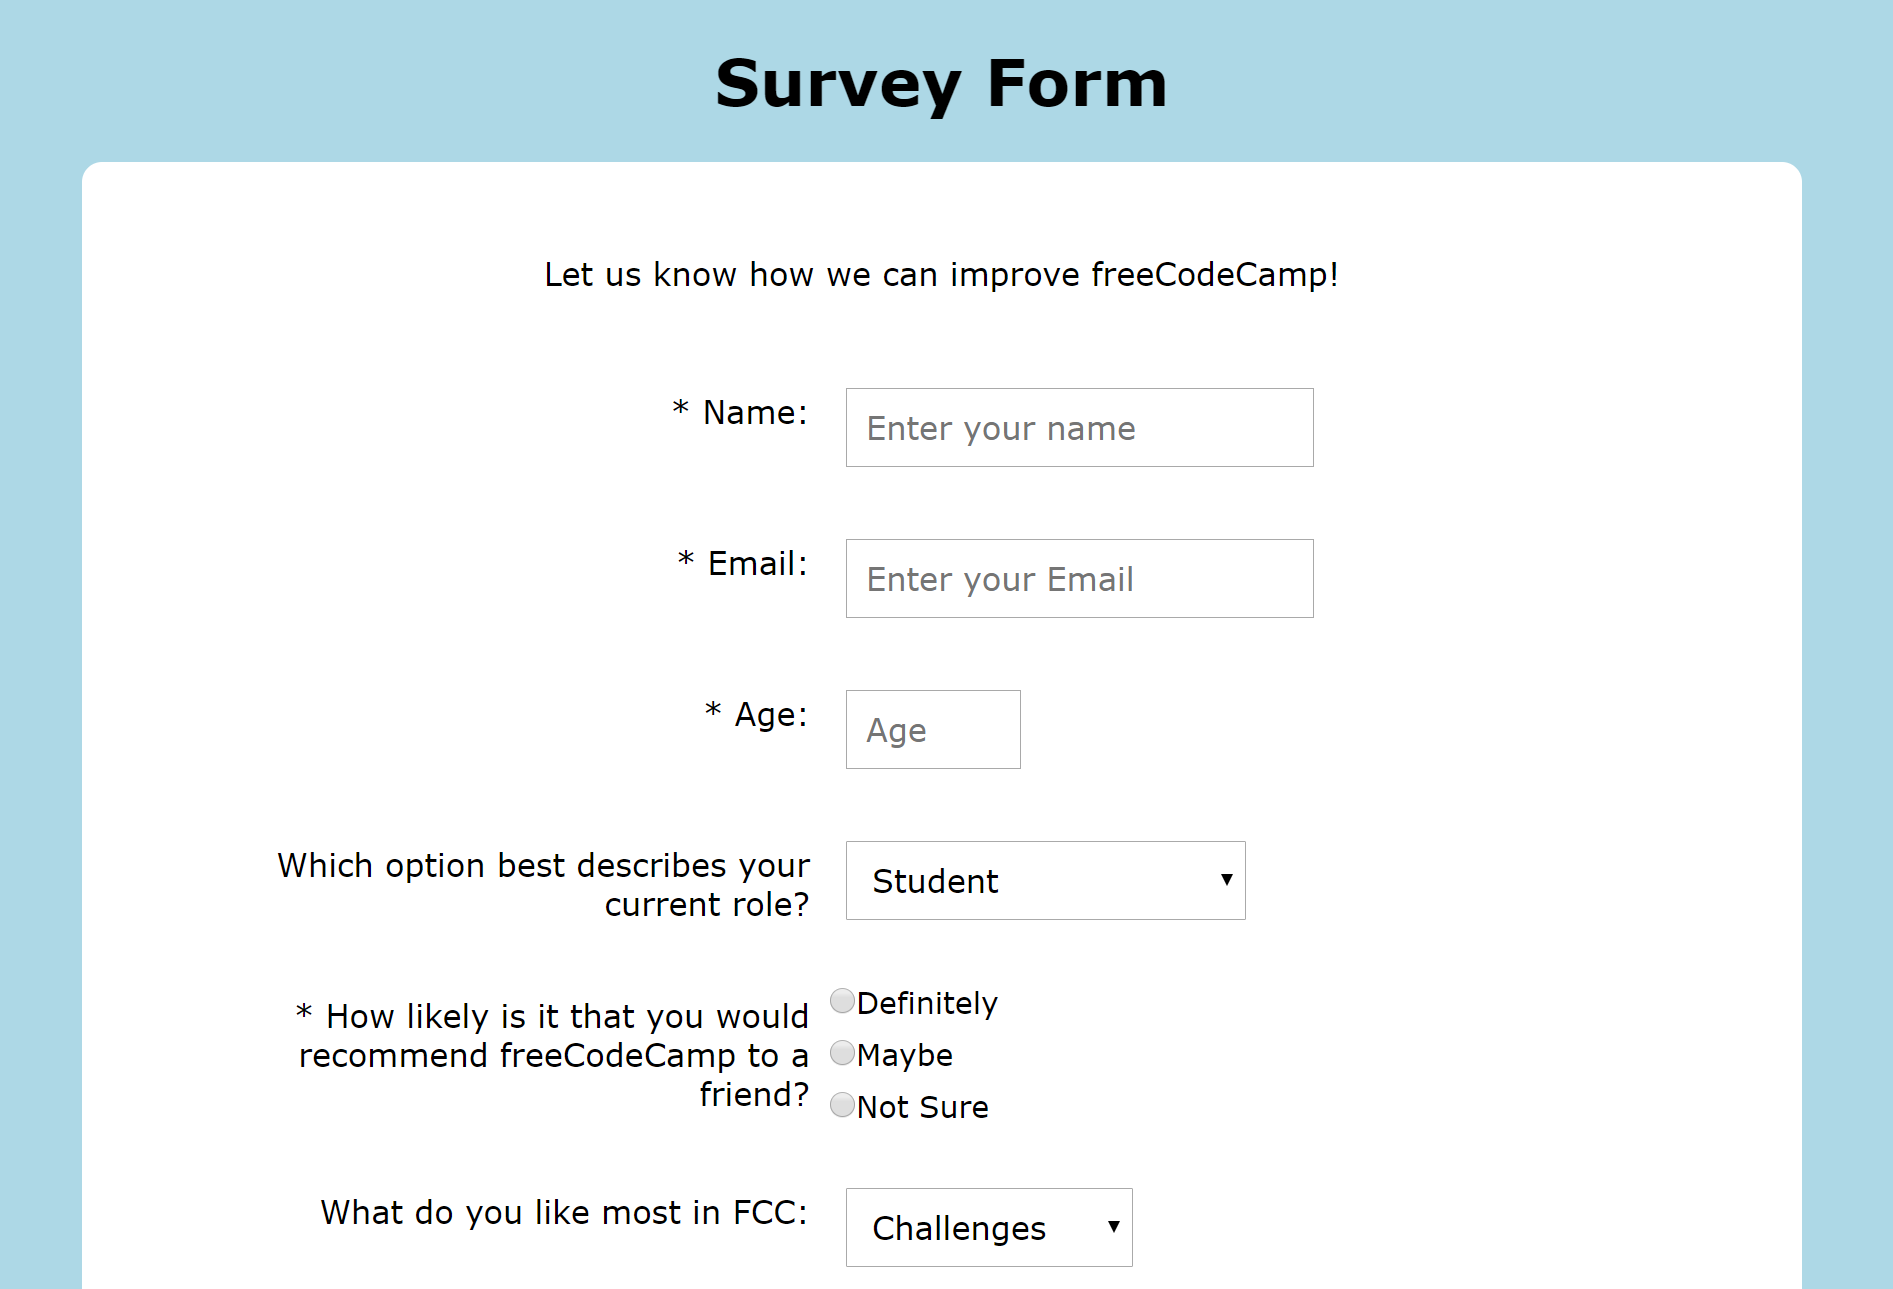 Survey Form
Let us know how we can improve freeCodeCamp!
* Name:
Enter your name
* Email:
Enter your Email
* Age:
Age
Which option best describes your
current role?
Student
* How likely is it that you would
recommend freeCodeCamp to a
friend?
Definitely
Maybe
Not Sure
What do you like most in FCC:
Challenges